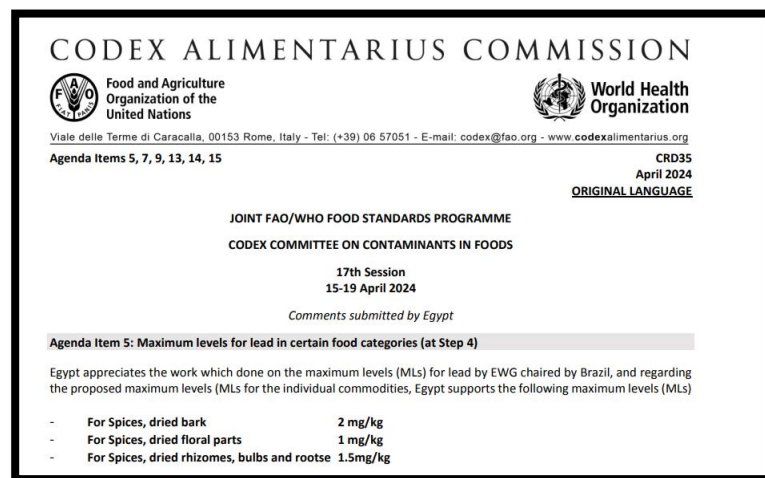 CODEX ALIMENTARIUS COMMISSION
FAO
FIAT PANIS
Food and Agriculture
Organization of the
United Nations
World Health
Organization
Viale delle Terme di Caracalla, 00153 Rome, Italy - Tel: (+39) 06 57051 - E-mail: codex@fao.org - www.codexalimentarius.org
Agenda Items 5, 7, 9, 13, 14, 15
CRD35
April 2024
ORIGINAL LANGUAGE
JOINT FAO/WHO FOOD STANDARDS PROGRAMME
CODEX COMMITTEE ON CONTAMINANTS IN FOODS
17th Session
15-19 April 2024
Comments submitted by Egypt
Agenda Item 5: Maximum levels for lead in certain food categories (at Step 4)
Egypt appreciates the work which done on the maximum levels (MLs) for lead by EWG chaired by Brazil, and regarding
the proposed maximum levels (MLs for the individual commodities, Egypt supports the following maximum levels (MLs)
- For Spices, dried bark 2 mg/kg
- For Spices, dried floral parts 1 mg/kg
- For Spices, dried rhizomes, bulbs and rootse 1.5mg/kg